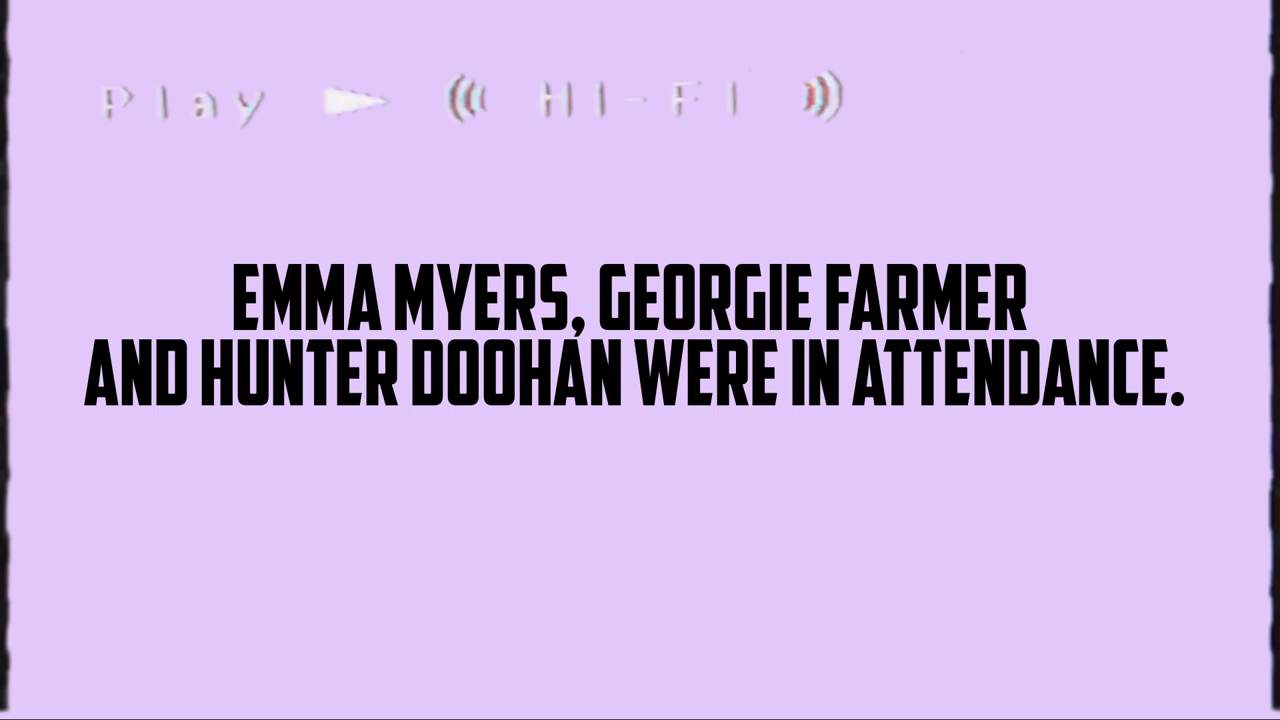 Play ► HI-FI
EMMA MYERS, GEORGIE FARMER
AND HUNTER DOOHAN WERE IN ATTENDANCE.